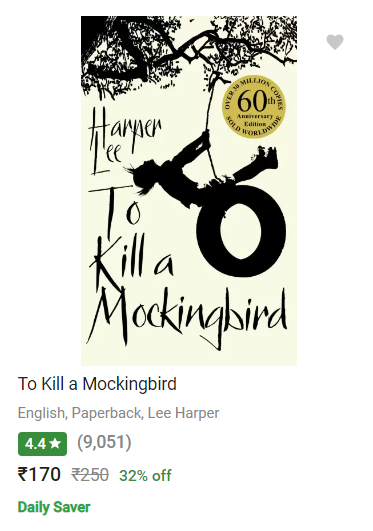 OVER 30 MILLION COPIES
60th
Anniversary
Edition
SOLD WORLDWIDE
Harper
Lee
To
Kill a
Mockingbird
To Kill a Mockingbird
English, Paperback, Lee Harper
4.4★ (9,051)
₹170 ₹250 32% off
Daily Saver